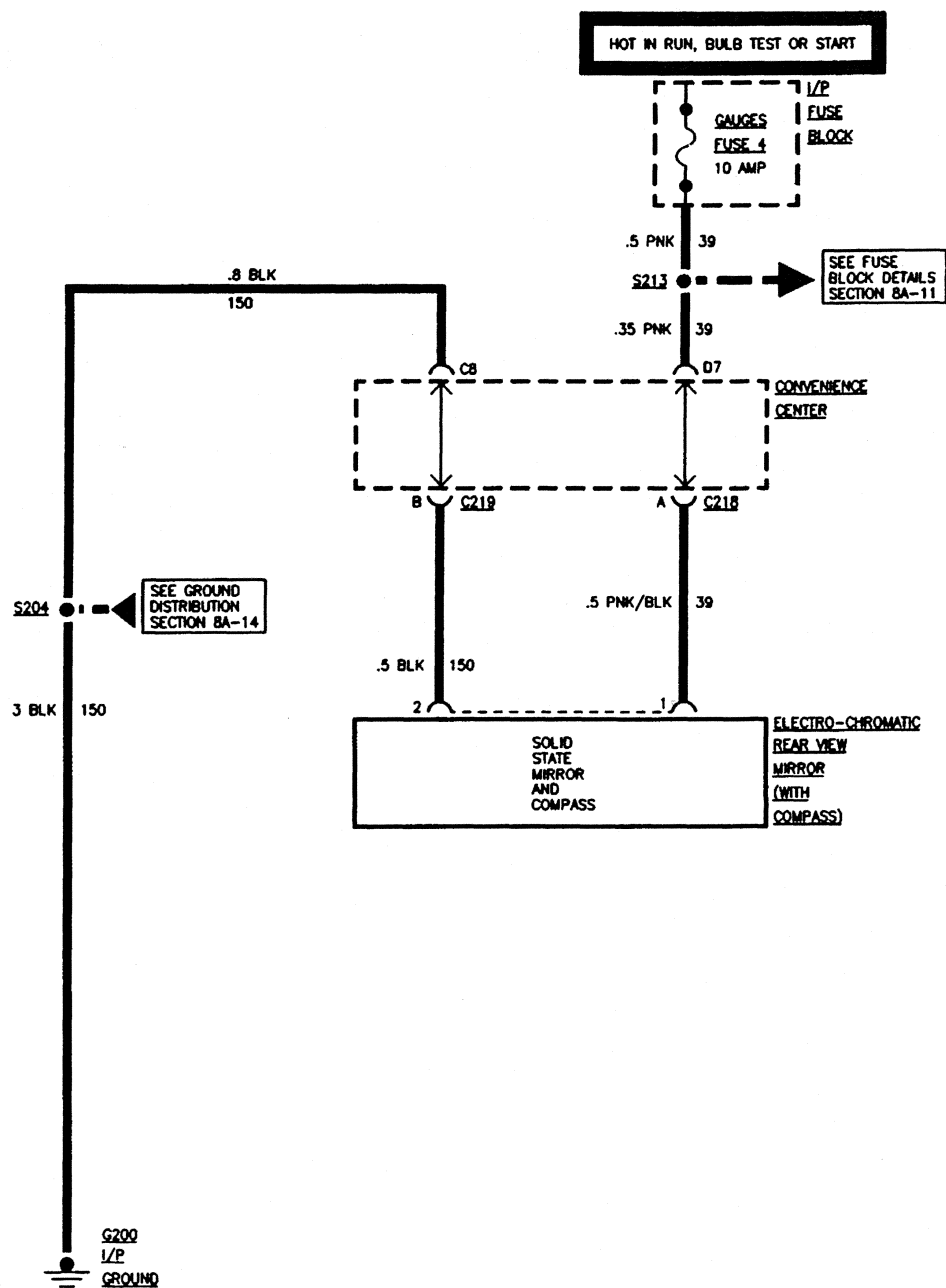 HOT IN RUN, BULB TEST OR START
I/P
FUSE
BLOCK
GAUGES
FUSE 4
10 AMP
.5 PNK 39
S213
SEE FUSE
BLOCK DETAILS
SECTION 8A-11
.8 BLK
150
.35 PNK 39
C8
D7
CONVENIENCE
CENTER
B C219
A C218
S204
SEE GROUND
DISTRIBUTION
SECTION 8A-14
.5 PNK/BLK 39
.5 BLK 150
3 BLK 150
2
1
SOLID
STATE
MIRROR
AND
COMPASS
ELECTRO-CHROMATIC
REAR VIEW
MIRROR
(WITH
COMPASS)
G200
I/P
GROUND